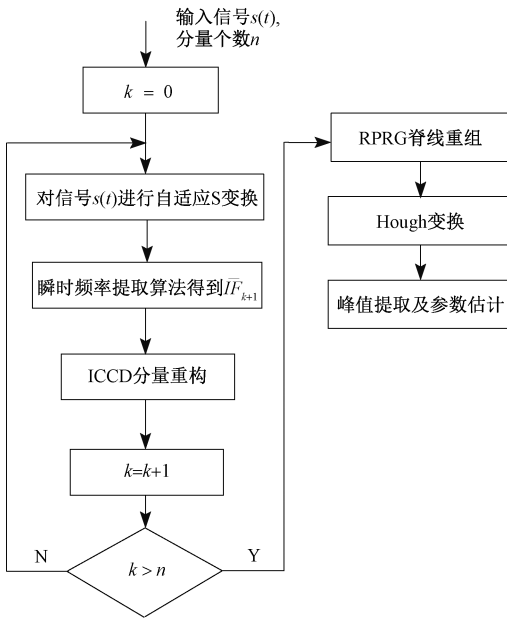 输入信号s(t),
分量个数n
k = 0
对信号s(t)进行自适应S变换
瞬时频率提取算法得到I̅F̅ₖ₊₁
ICCD分量重构
k=k+1
k > n
N
Y
RPRG脊线重组
Hough变换
峰值提取及参数估计